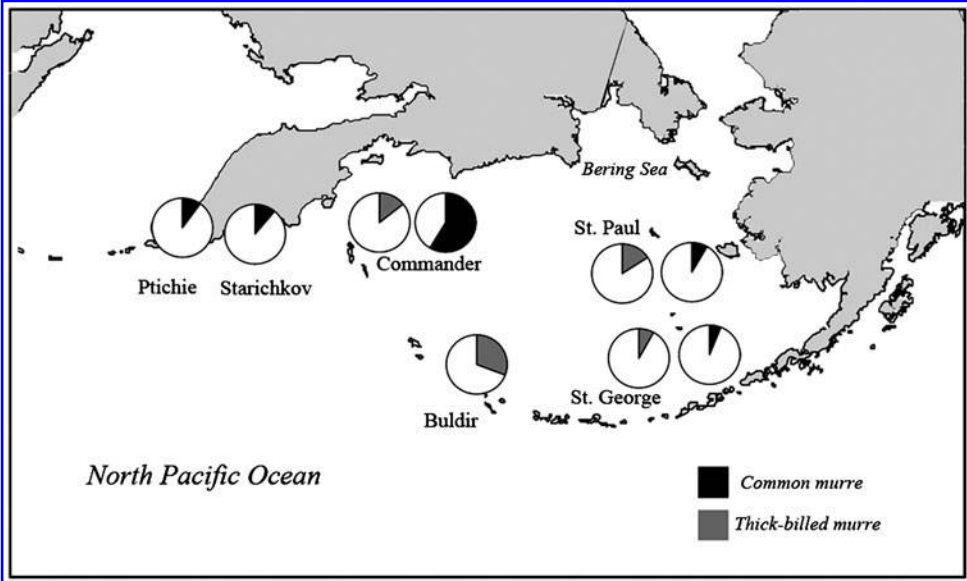 Bering Sea
St. Paul
Commander
Ptichie
Starichkov
St. George
Buldir
North Pacific Ocean
Common murre
Thick-billed murre